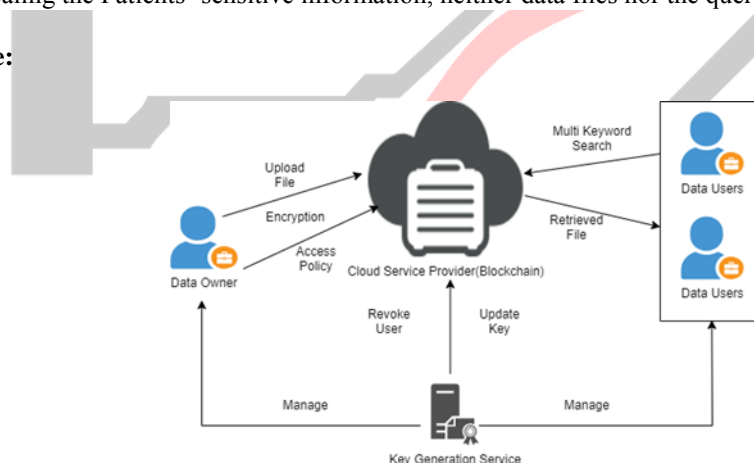 the Patients' sensitive information, neither data files nor the
e:
Upload
File
Encryption
Access
Policy
Data Owner
Cloud Service Provider(Blockchain)
Multi Keyword
Search
Retrieved
File
Data Users
Data Users
Revoke
User
Update
Key
Manage
Manage
Key Generation Service